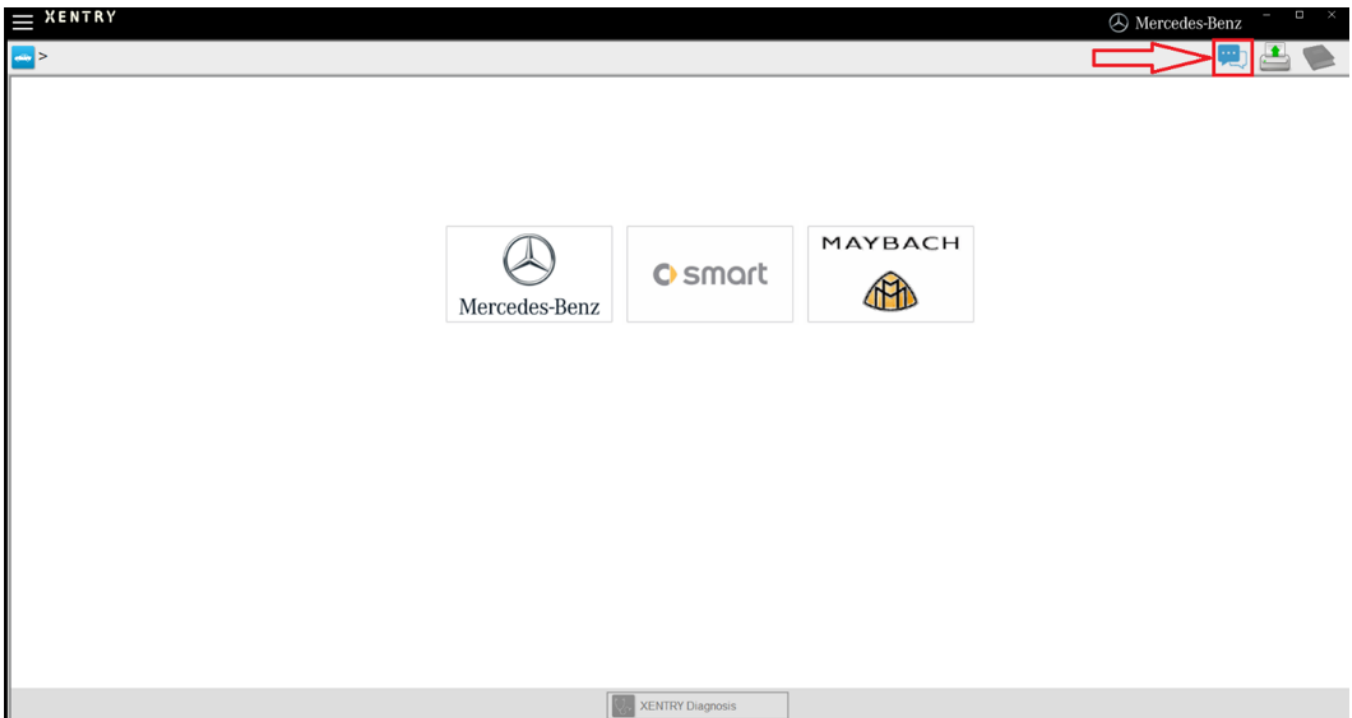 XENTRY
Mercedes-Benz
>
Mercedes-Benz
smart
MAYBACH
XENTRY Diagnosis